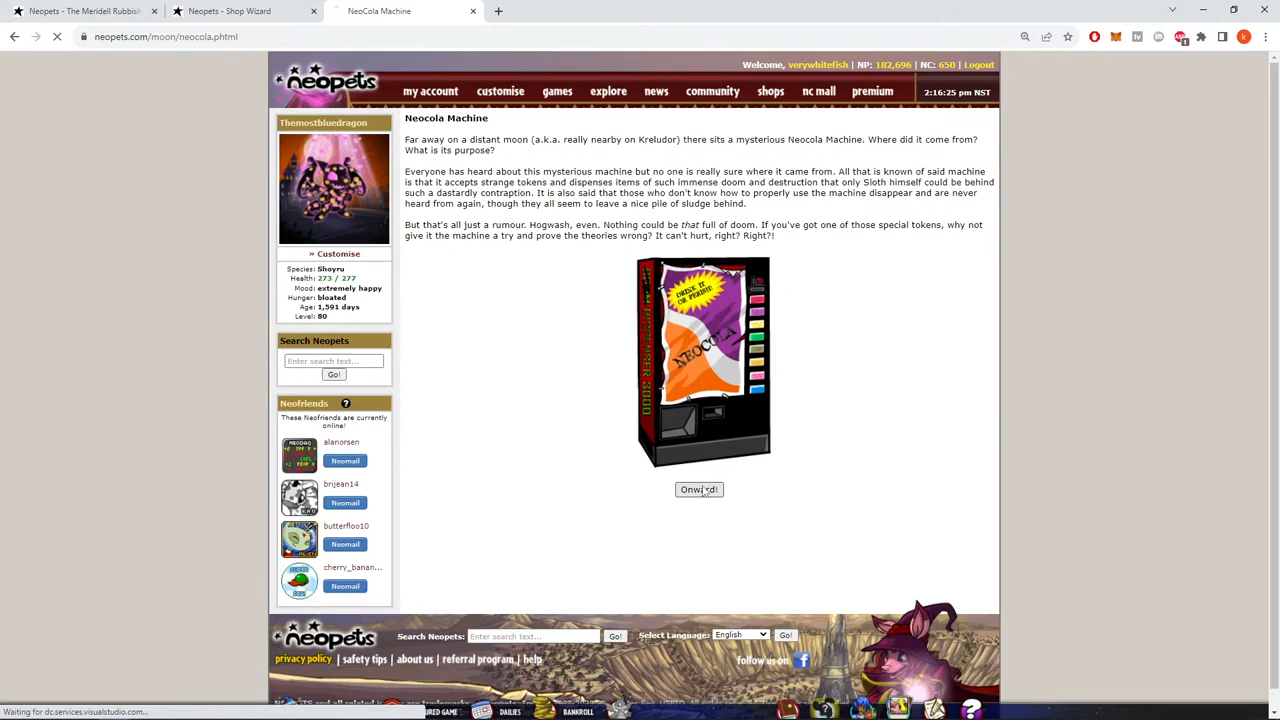 Neopets - The Meridell Rubbish
Neopets - Shop Wizard
NeoCola Machine
neopets.com/moon/neocola.phtml
neopets
Welcome, verywhitefish | NP: 182,696 | NC: 650 | Logout
my account customise games explore news community shops nc mall premium
2:16:25 pm NST
Themostbluedragon
» Customise
Species: Shoyru
Health: 273 / 277
Mood: extremely happy
Hunger: bloated
Age: 1,591 days
Level: 80
Search Neopets
Enter search text...
Go!
Neofriends ?
These Neofriends are currently
online!
alanorsen
Neomail
brijean14
Neomail
butterfloo10
Neomail
cherry_banan...
Neomail
Neocola Machine
Far away on a distant moon (a.k.a. really nearby on Kreludor) there sits a mysterious Neocola Machine. Where did it come from?
What is its purpose?
Everyone has heard about this mysterious machine but no one is really sure where it came from. All that is known of said machine
is that it accepts strange tokens and dispenses items of such immense doom and destruction that only Sloth himself could be behind
such a dastardly contraption. It is also said that those who don't know how to properly use the machine disappear and are never
heard from again, though they all seem to leave a nice pile of sludge behind.
But that's all just a rumour. Hogwash, even. Nothing could be that full of doom. If you've got one of those special tokens, why not
give it the machine a try and prove the theories wrong? It can't hurt, right? Right?!
DRINK IT
OR PERISH!
NEOCOLA
3000
Onward!
neopets
Search Neopets: Enter search text... Go! Select Language: English Go!
privacy policy | safety tips | about us | referral program | help
follow us on f
Waiting for dc.services.visualstudio.com...
URED GAME DAILIES BANKROLL